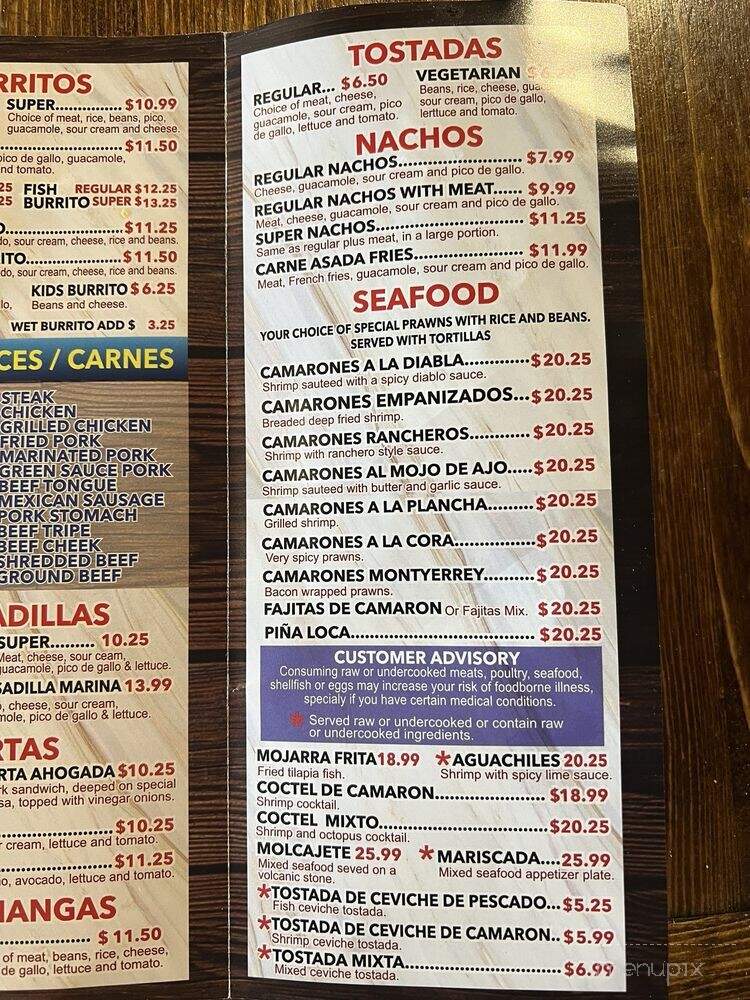 RRITOS
SUPER............. $10.99
Choice of meat, rice, beans, pico,
guacamole, sour cream and cheese.
........................$11.50
pico de gallo, guacamole,
and tomato.
25 FISH REGULAR $12.25
25 BURRITO SUPER $13.25
O.......................$11.25
do, sour cream, cheese, rice and beans.
ITO....................$11.50
do, sour cream, cheese, rice and beans.
KIDS BURRITO $6.25
lo, Beans and cheese.
WET BURRITO ADD $ 3.25
CES / CARNES
STEAK
CHICKEN
GRILLED CHICKEN
FRIED PORK
MARINATED PORK
GREEN SAUCE PORK
BEEF TONGUE
MEXICAN SAUSAGE
PORK STOMACH
BEEF TRIPE
BEEF CHEEK
SHREDDED BEEF
GROUND BEEF
ADILLAS
SUPER......... 10.25
Meat, cheese, sour ceam,
guacamole, pico de gallo & lettuce.
SADILLA MARINA 13.99
, cheese, sour cream,
mole, pico de gallo & lettuce.
RTAS
RTA AHOGADA $10.25
rk sandwich, deeped on special
sa, topped with vinegar onions.
........................$10.25
r cream, lettuce and tomato.
........................$11.25
o, avocado, lettuce and tomato.
IANGAS
.................... $11.50
of meat, beans, rice, cheese,
de gallo, lettuce and tomato.
TOSTADAS
REGULAR... $6.50
Choice of meat, cheese,
guacamole, sour cream, pico
de gallo, lettuce and tomato.
VEGETARIAN
Beans, rice, cheese, gua
sour cream, pico de gallo,
lerttuce and tomato.
NACHOS
REGULAR NACHOS....................... $7.99
Cheese, guacamole, sour cream and pico de gallo.
REGULAR NACHOS WITH MEAT...... $9.99
Meat, cheese, guacamole, sour cream and pico de gallo.
SUPER NACHOS........................... $11.25
Same as regular plus meat, in a large portion.
CARNE ASADA FRIES..................... $11.99
Meat, French fries, guacamole, sour cream and pico de gallo.
SEAFOOD
YOUR CHOICE OF SPECIAL PRAWNS WITH RICE AND BEANS.
SERVED WITH TORTILLAS
CAMARONES A LA DIABLA.............$20.25
Shrimp sauteed with a spicy diablo sauce.
CAMARONES EMPANIZADOS...$20.25
Breaded deep fried shrimp.
CAMARONES RANCHEROS............ $20.25
Shrimp with ranchero style sauce.
CAMARONES AL MOJO DE AJO.....$20.25
Shrimp sauteed with butter and garlic sauce.
CAMARONES A LA PLANCHA......... $20.25
Grilled shrimp.
CAMARONES A LA CORA...............$20.25
Very spicy prawns.
CAMARONES MONTYERREY..........$20.25
Bacon wrapped prawns.
FAJITAS DE CAMARON Or Fajitas Mix. $20.25
PIÑA LOCA.................................... $20.25
CUSTOMER ADVISORY
Consuming raw or undercooked meats, poultry, seafood,
shellfish or eggs may increase your risk of foodborne illness,
specialy if you have certain medical conditions.
* Served raw or undercooked or contain raw
or undercooked ingredients.
MOJARRA FRITA18.99 *AGUACHILES 20.25
Fried tilapia fish. Shrimp with spicy lime sauce.
COCTEL DE CAMARON...................... $18.99
Shrimp cocktail.
COCTEL MIXTO.................................$20.25
Shrimp and octopus cocktail.
MOLCAJETE 25.99 *MARISCADA....25.99
Mixed seafood seved on a
volcanic stone.
Mixed seafood appetizer plate.
*TOSTADA DE CEVICHE DE PESCADO...$5.25
Fish ceviche tostada.
*TOSTADA DE CEVICHE DE CAMARON.. $5.99
Shrimp ceviche tostada.
*TOSTADA MIXTA............................... $6.99
Mixed ceviche tostada.
menupix